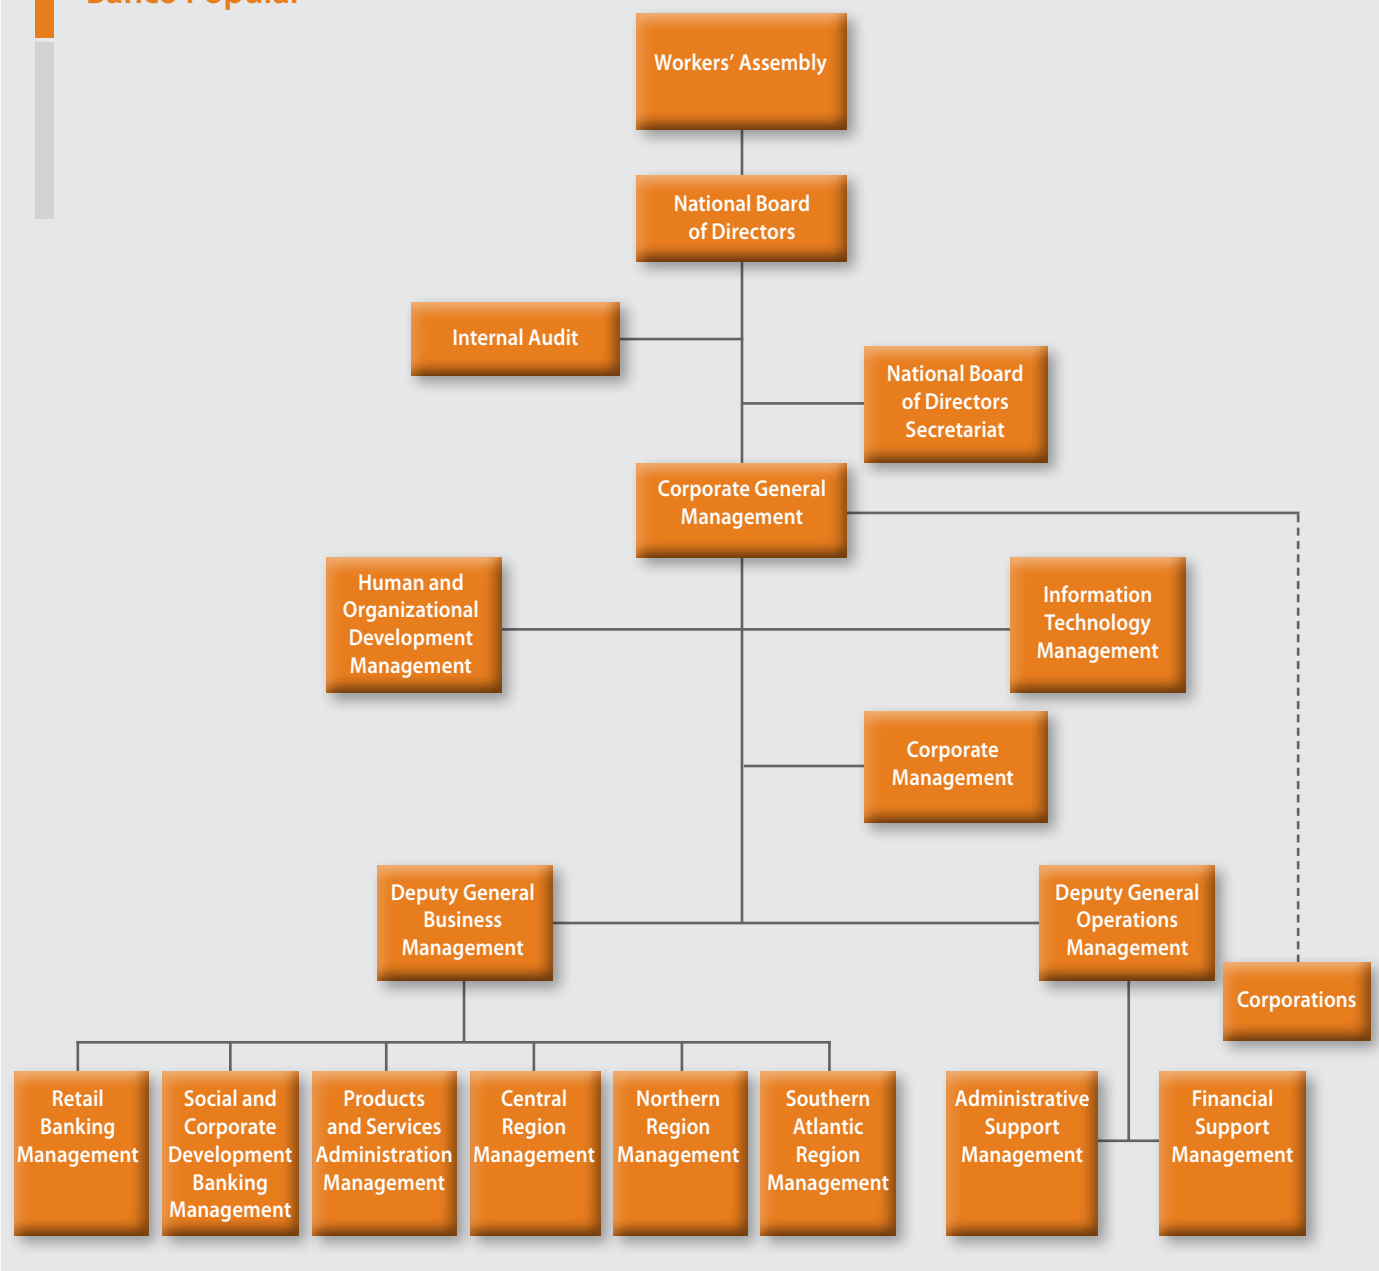 Banco Popular
Workers’ Assembly
National Board
of Directors
Internal Audit
National Board
of Directors
Secretariat
Corporate General
Management
Human and
Organizational
Development
Management
Information
Technology
Management
Corporate
Management
Deputy General
Business
Management
Deputy General
Operations
Management
Corporations
Retail
Banking
Management
Social and
Corporate
Development
Banking
Management
Products
and Services
Administration
Management
Central
Region
Management
Northern
Region
Management
Southern
Atlantic
Region
Management
Administrative
Support
Management
Financial
Support
Management